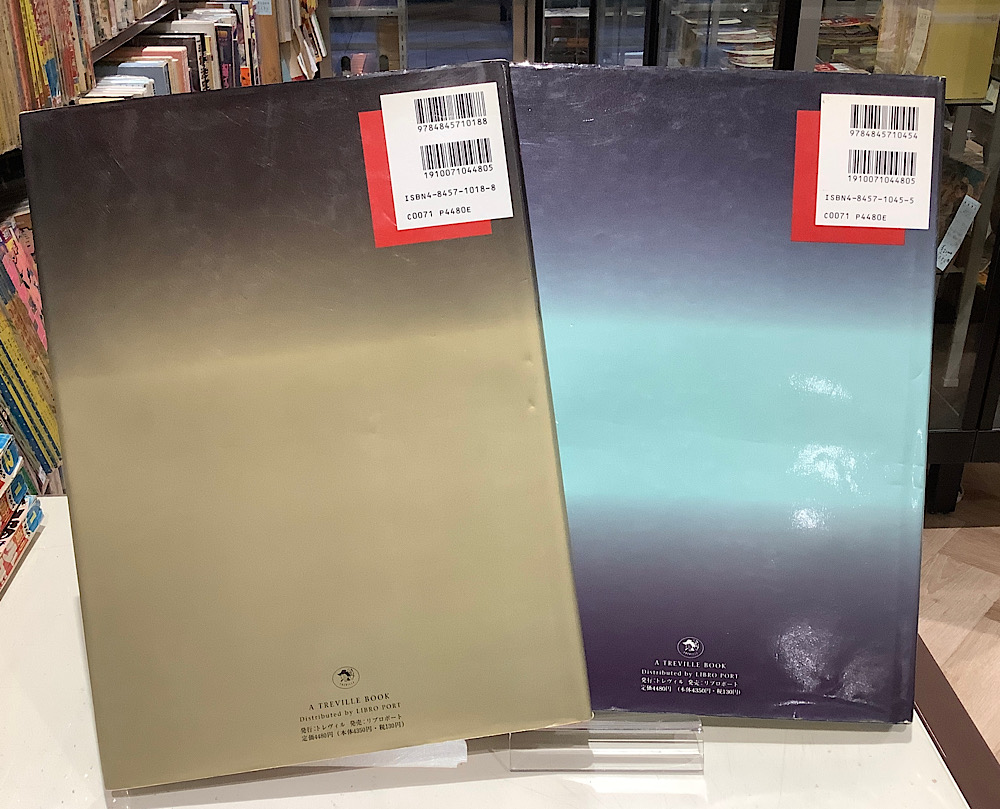 9784845710188
1910071044805
ISBN4-8457-1018-8
C0071 P4480E
A TREVILLE BOOK
Distributed by LIBRO PORT
発行:トレヴィル 発売:リブロポート
定価4480円(本体4350円・税130円)
9784845710454
1910071044805
ISBN4-8457-1045-5
C0071 P4480E
A TREVILLE BOOK
Distributed by LIBRO PORT
発行:トレヴィル 発売:リブロポート
定価4480円(本体4350円・税130円)